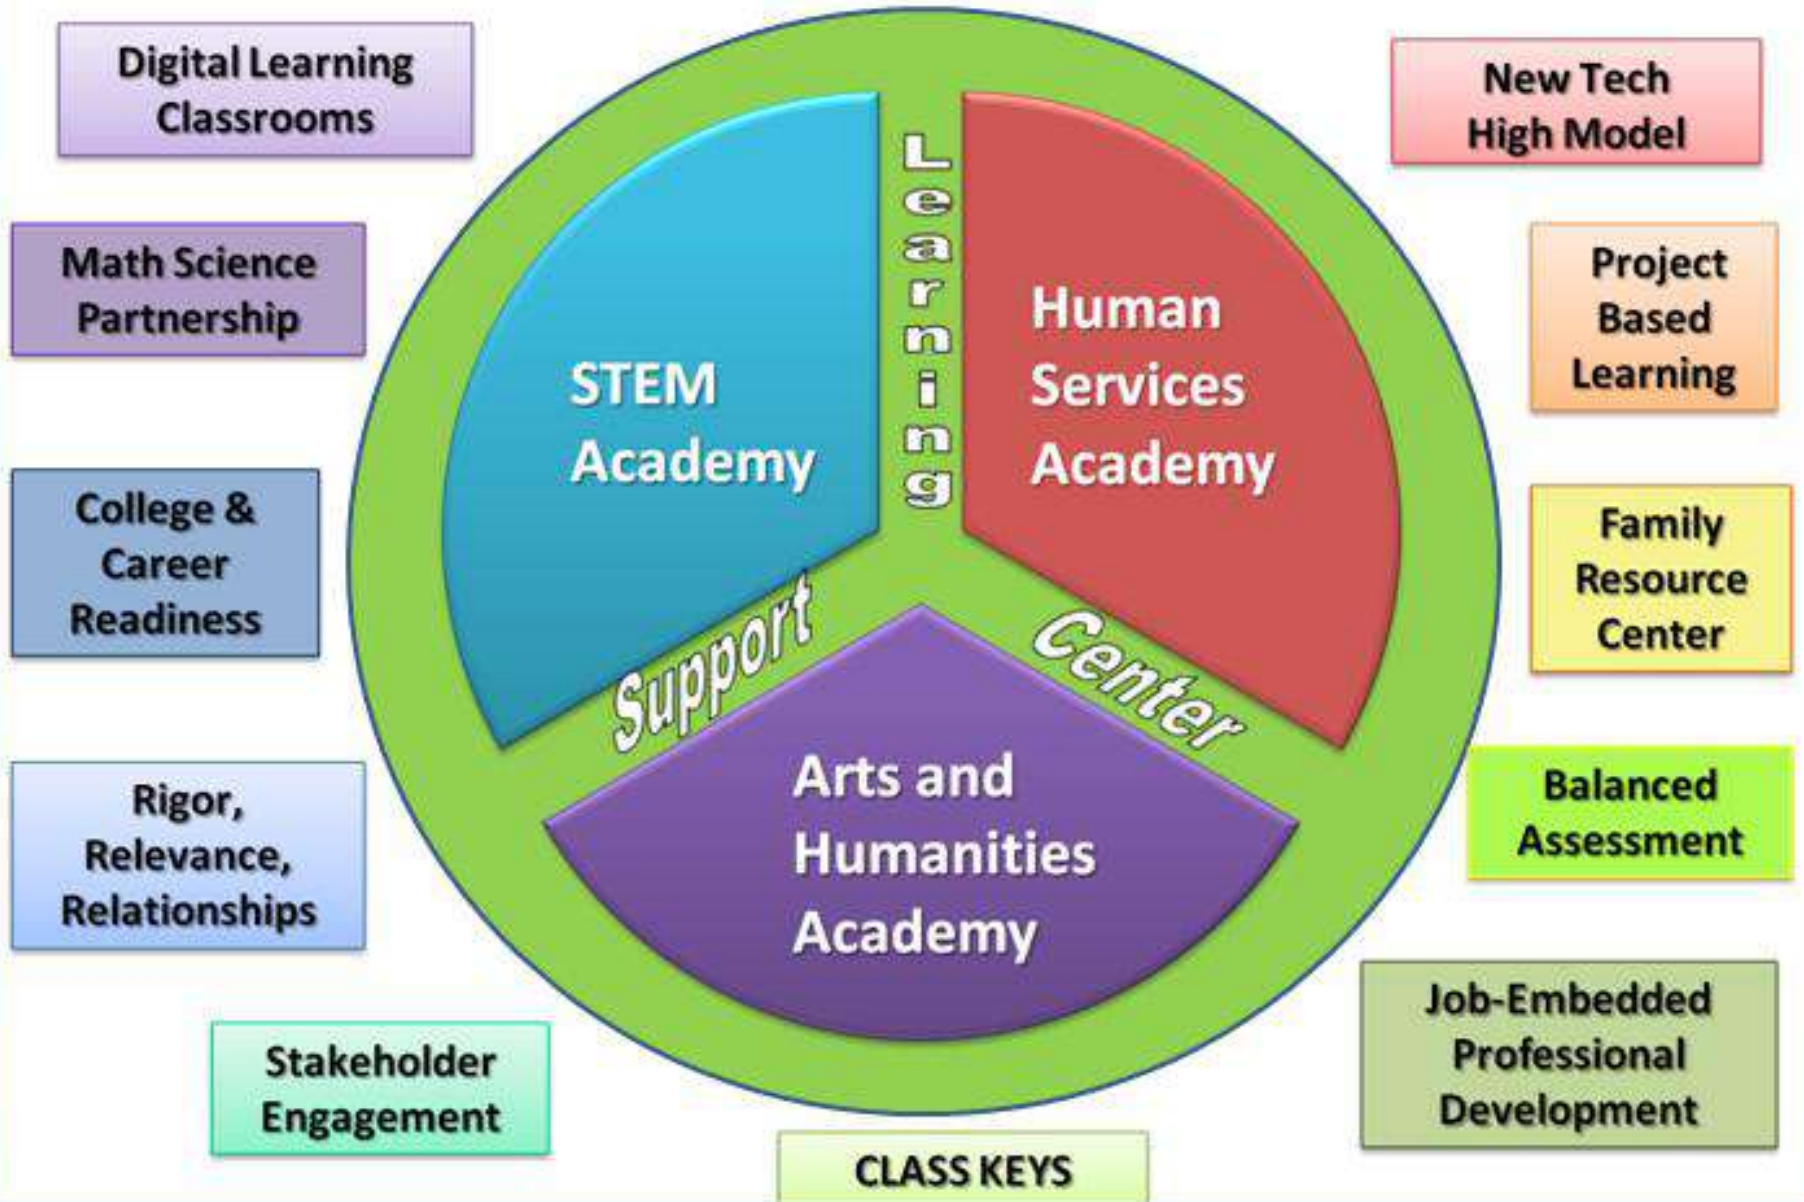 Digital Learning
Classrooms
Math Science
Partnership
College &
Career
Readiness
Rigor,
Relevance,
Relationships
Stakeholder
Engagement
STEM
Academy
Learning
Human
Services
Academy
Support
Center
Arts and
Humanities
Academy
CLASS KEYS
New Tech
High Model
Project
Based
Learning
Family
Resource
Center
Balanced
Assessment
Job-Embedded
Professional
Development